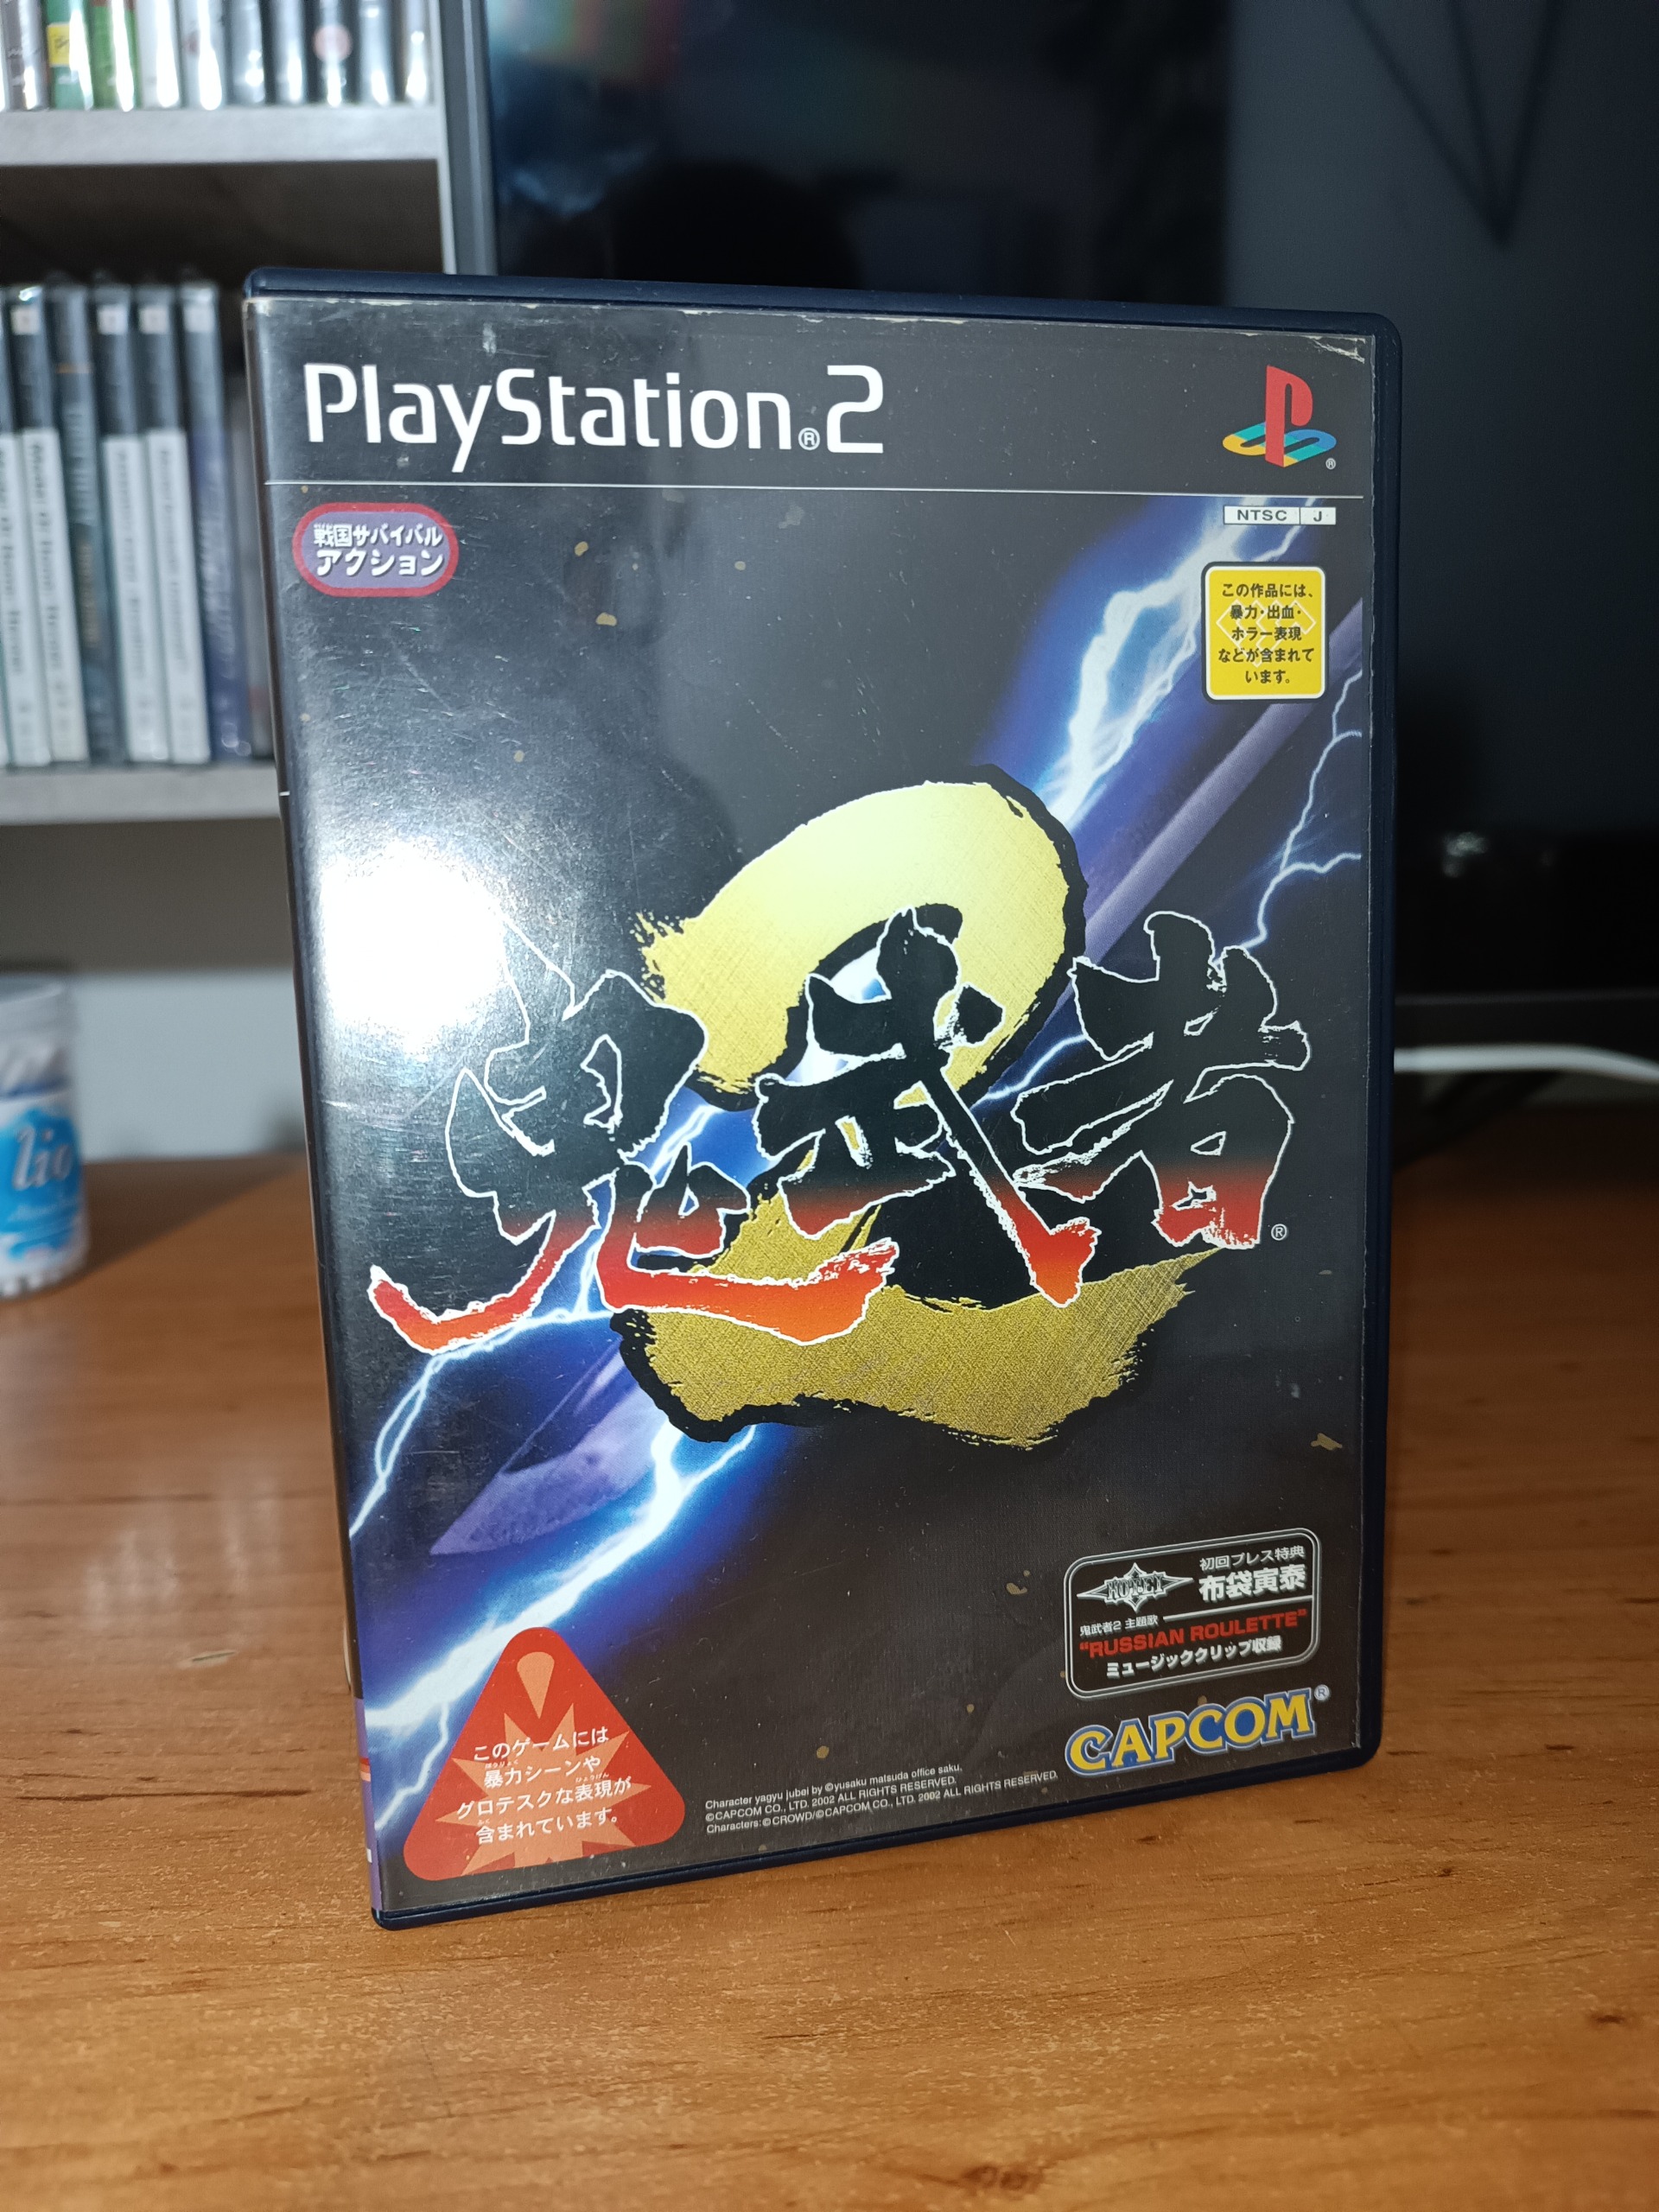 PlayStation®2
NTSC J
戦国サバイバル
アクション
この作品には、
暴力・出血・
ホラー表現
などが含まれて
います。
2
鬼武者®
HOTEI
初回プレス特典
布袋寅泰
鬼武者2 主題歌
"RUSSIAN ROULETTE"
ミュージッククリップ収録
CAPCOM®
このゲームには
暴力シーンや
グロテスクな表現が
含まれています。
Character yagyu jubei by ©yusaku matsuda office saku.
©CAPCOM CO., LTD. 2002 ALL RIGHTS RESERVED.
Characters:©CROWD/©CAPCOM CO., LTD. 2002 ALL RIGHTS RESERVED.
lio